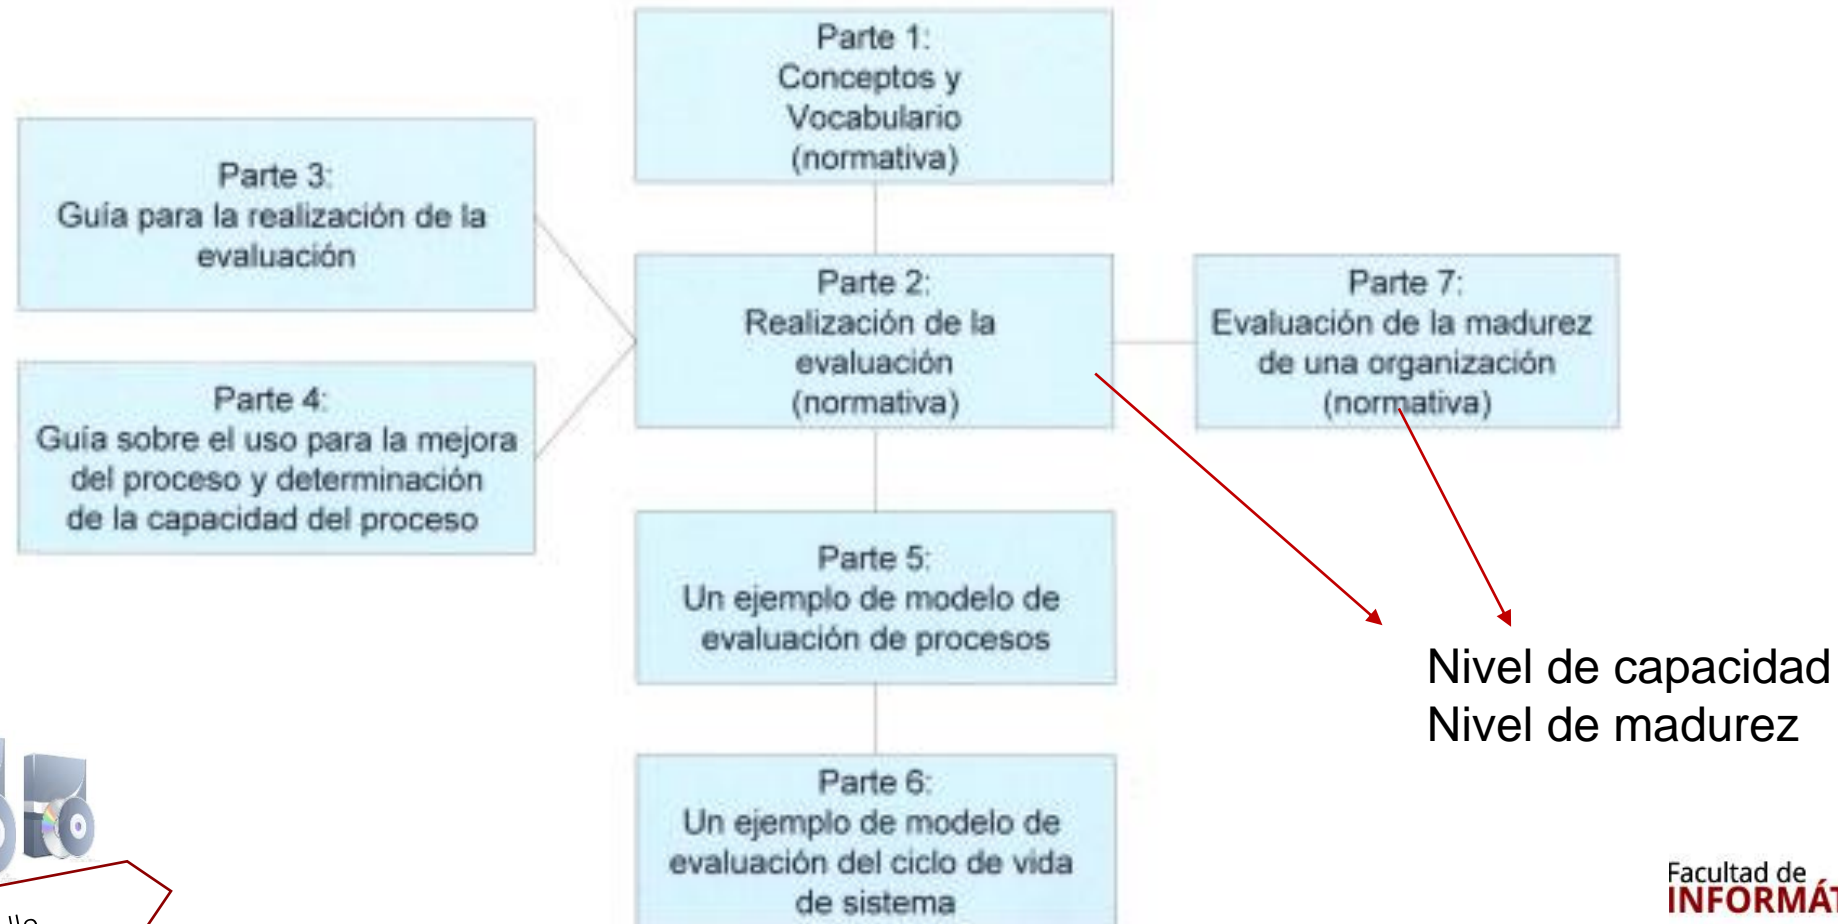 Parte 1:
Conceptos y
Vocabulario
(normativa)
Parte 3:
Guía para la realización de la
evaluación
Parte 2:
Realización de la
evaluación
(normativa)
Parte 7:
Evaluación de la madurez
de una organización
(normativa)
Parte 4:
Guía sobre el uso para la mejora
del proceso y determinación
de la capacidad del proceso
Parte 5:
Un ejemplo de modelo de
evaluación de procesos
Nivel de capacidad
Nivel de madurez
Parte 6:
Un ejemplo de modelo de
evaluación del ciclo de vida
de sistema
Facultad de
INFORMÁT